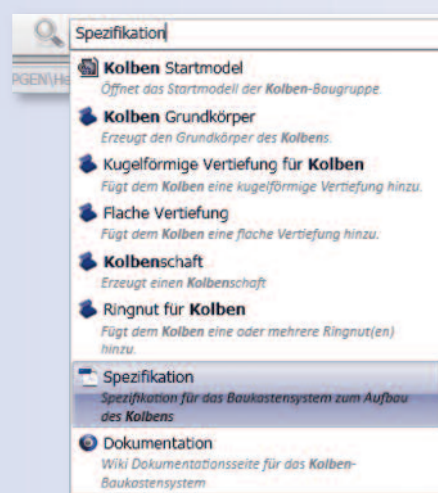 Spezifikation
PGEN\He
Kolben Startmodel
Öffnet das Startmodell der Kolben-Baugruppe.
Kolben Grundkörper
Erzeugt den Grundkörper des Kolbens.
Kugelförmige Vertiefung für Kolben
Fügt dem Kolben eine kugelförmige Vertiefung hinzu.
Flache Vertiefung
Fügt dem Kolben eine flache Vertiefung hinzu.
Kolbenschaft
Erzeugt einen Kolbenschaft
Ringnut für Kolben
Fügt dem Kolben eine oder mehrere Ringnut(en)
hinzu.
Spezifikation
Spezifikation für das Baukastensystem zum Aufbau
des Kolbens
Dokumentation
Wiki Dokumentationsseite für das Kolben-
Baukastensystem